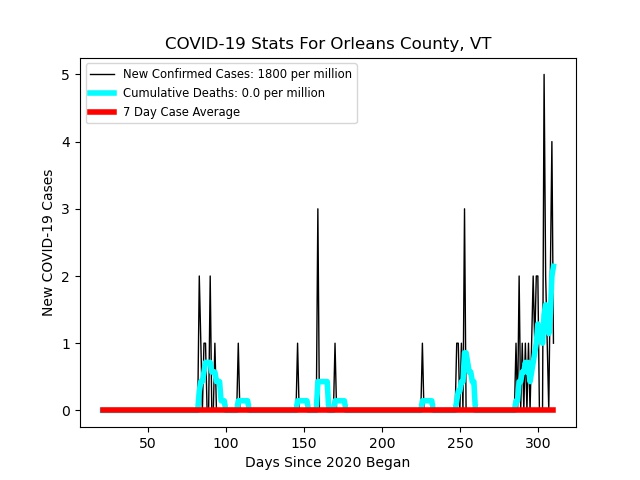 COVID-19 Stats For Orleans County, VT
New Confirmed Cases: 1800 per million
Cumulative Deaths: 0.0 per million
7 Day Case Average
5
4
3
2
1
0
New COVID-19 Cases
50
100
150
200
250
300
Days Since 2020 Began